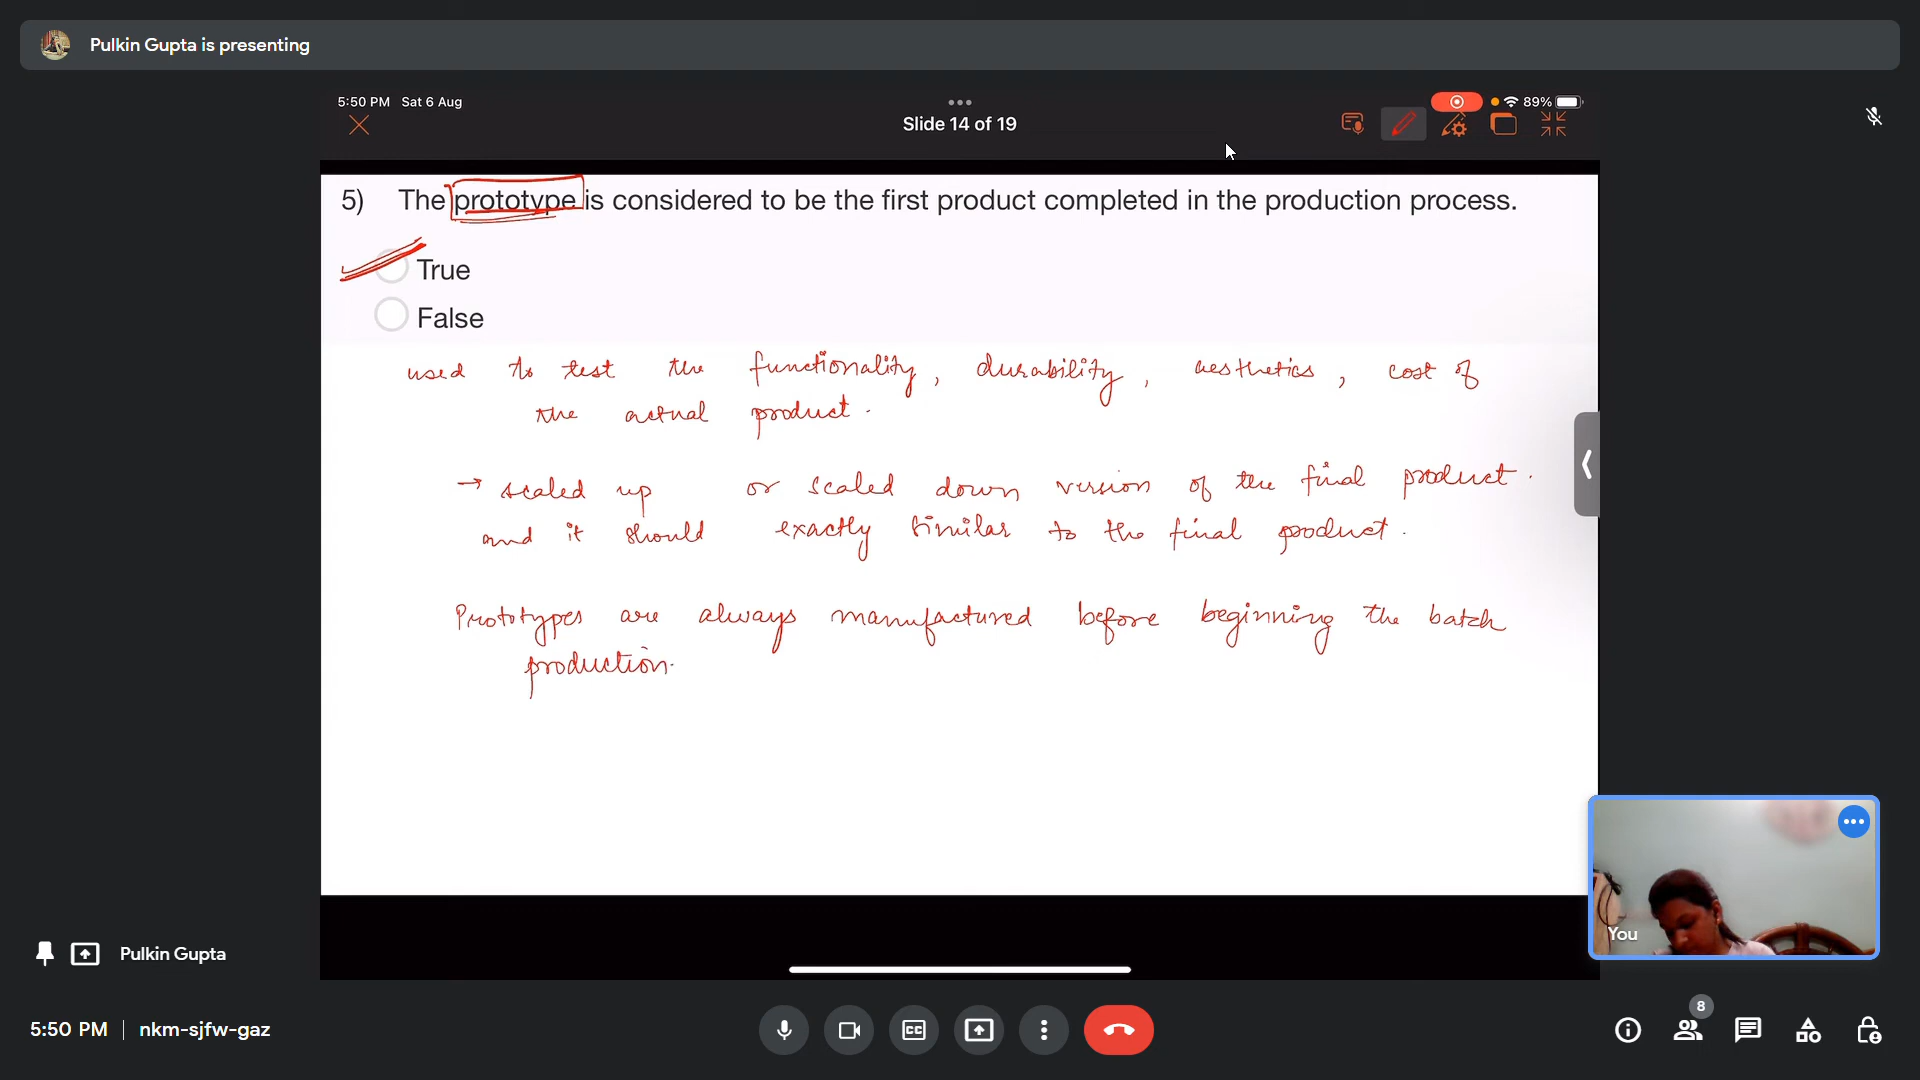 Pulkin Gupta is presenting
5:50 PM Sat 6 Aug
89%
Slide 14 of 19
5) The prototype is considered to be the first product completed in the production process.
True
False
used to test the functionality, durability, aesthetics, cost of
the actual product.
→ scaled up or scaled down version of the final product.
and it should exactly similar to the final product.
Prototypes are always manufactured before beginning the batch
production.
You
Pulkin Gupta
5:50 PM | nkm-sjfw-gaz
CC
8